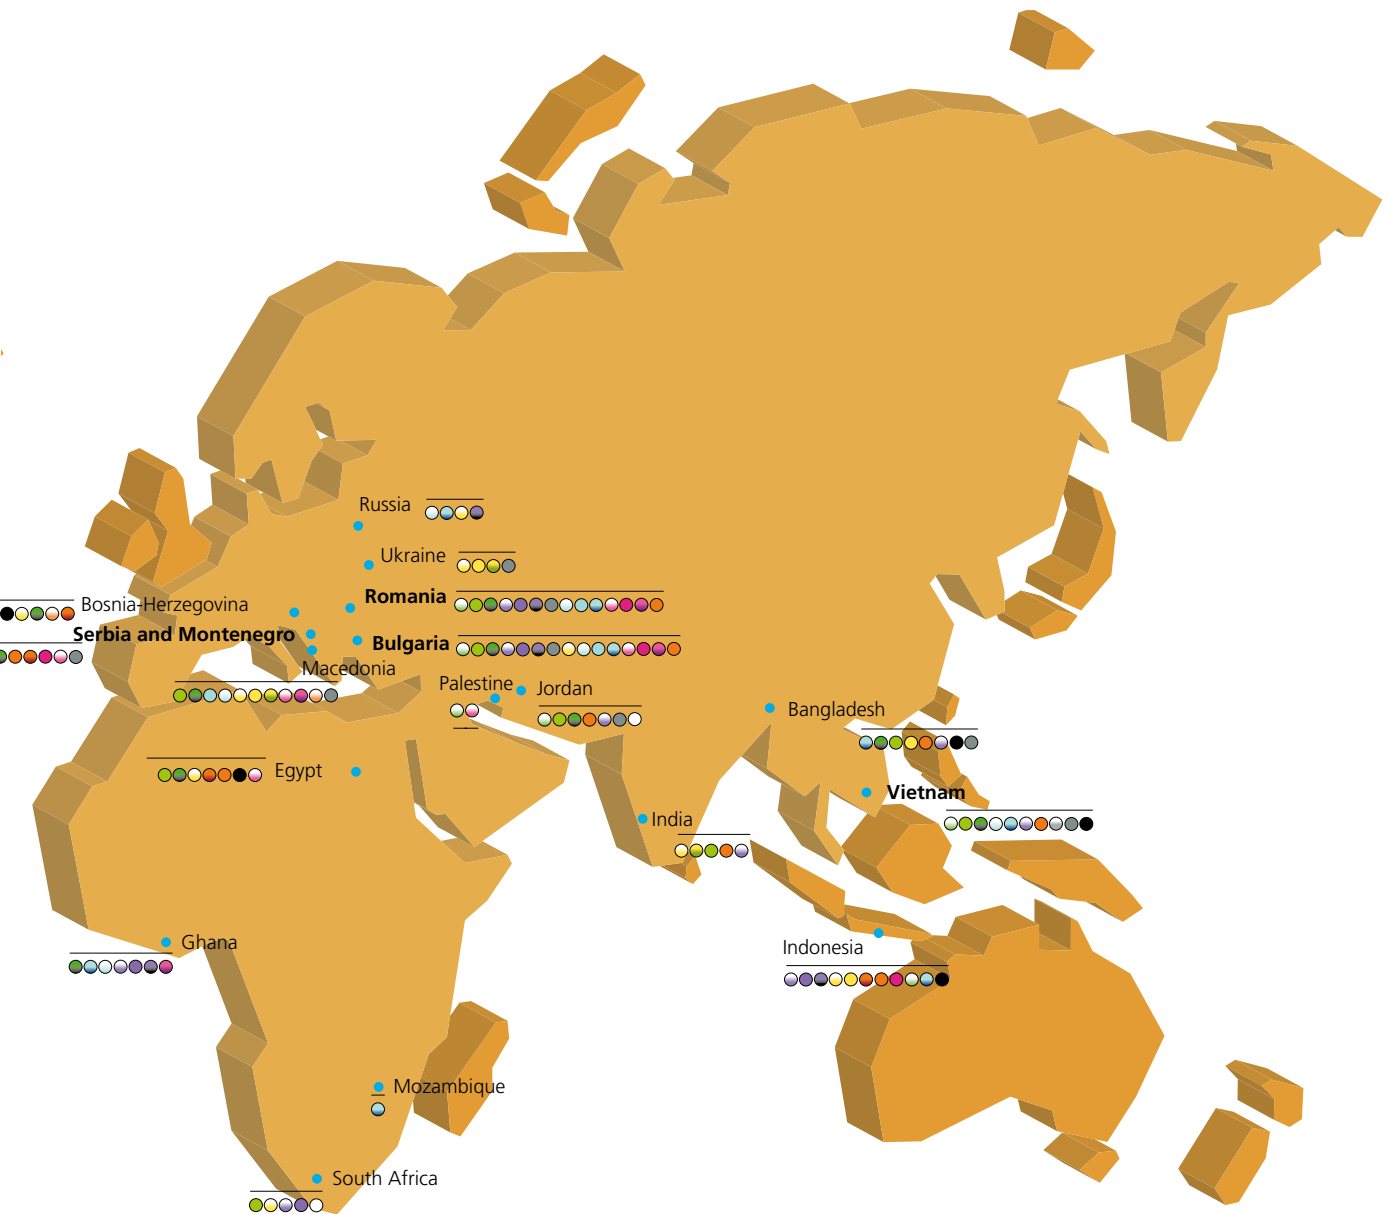 Russia
Ukraine
Romania
Bosnia-Herzegovina
Serbia and Montenegro
Bulgaria
Macedonia
Palestine
Jordan
Bangladesh
Egypt
Vietnam
India
Ghana
Indonesia
Mozambique
South Africa